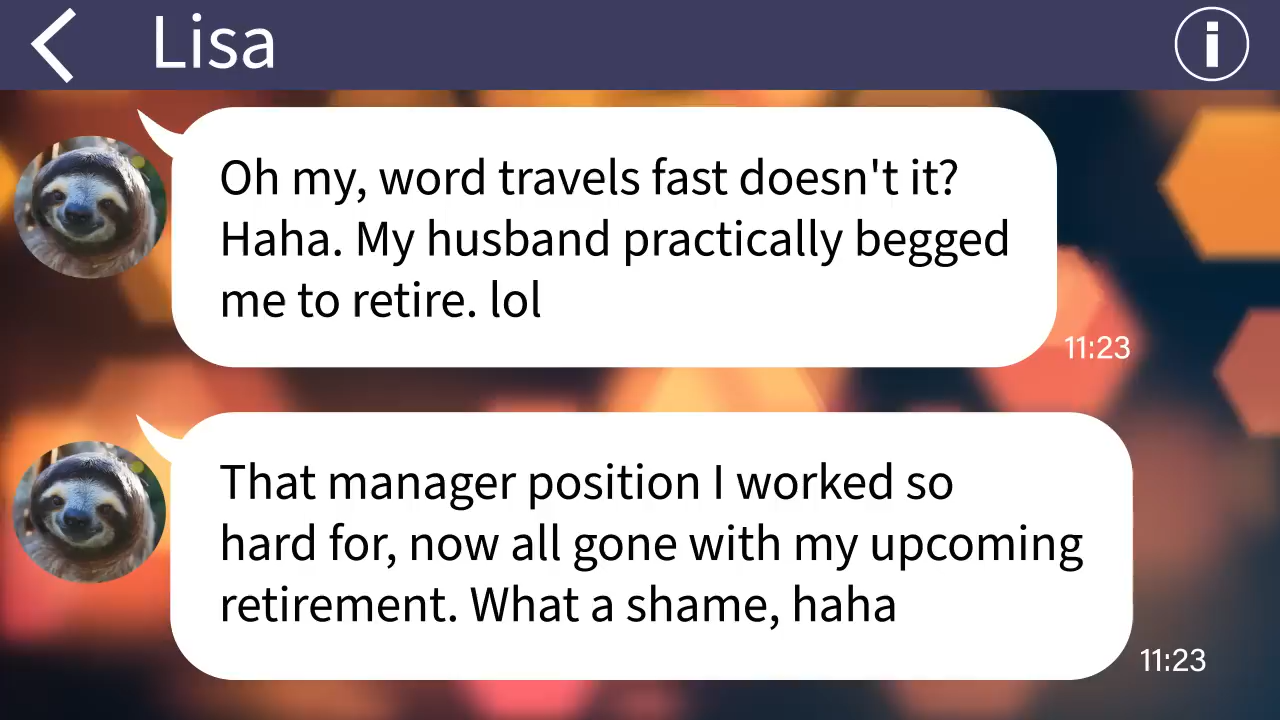 Lisa
Oh my, word travels fast doesn't it?
Haha. My husband practically begged
me to retire. lol
11:23
That manager position I worked so
hard for, now all gone with my upcoming
retirement. What a shame, haha
11:23